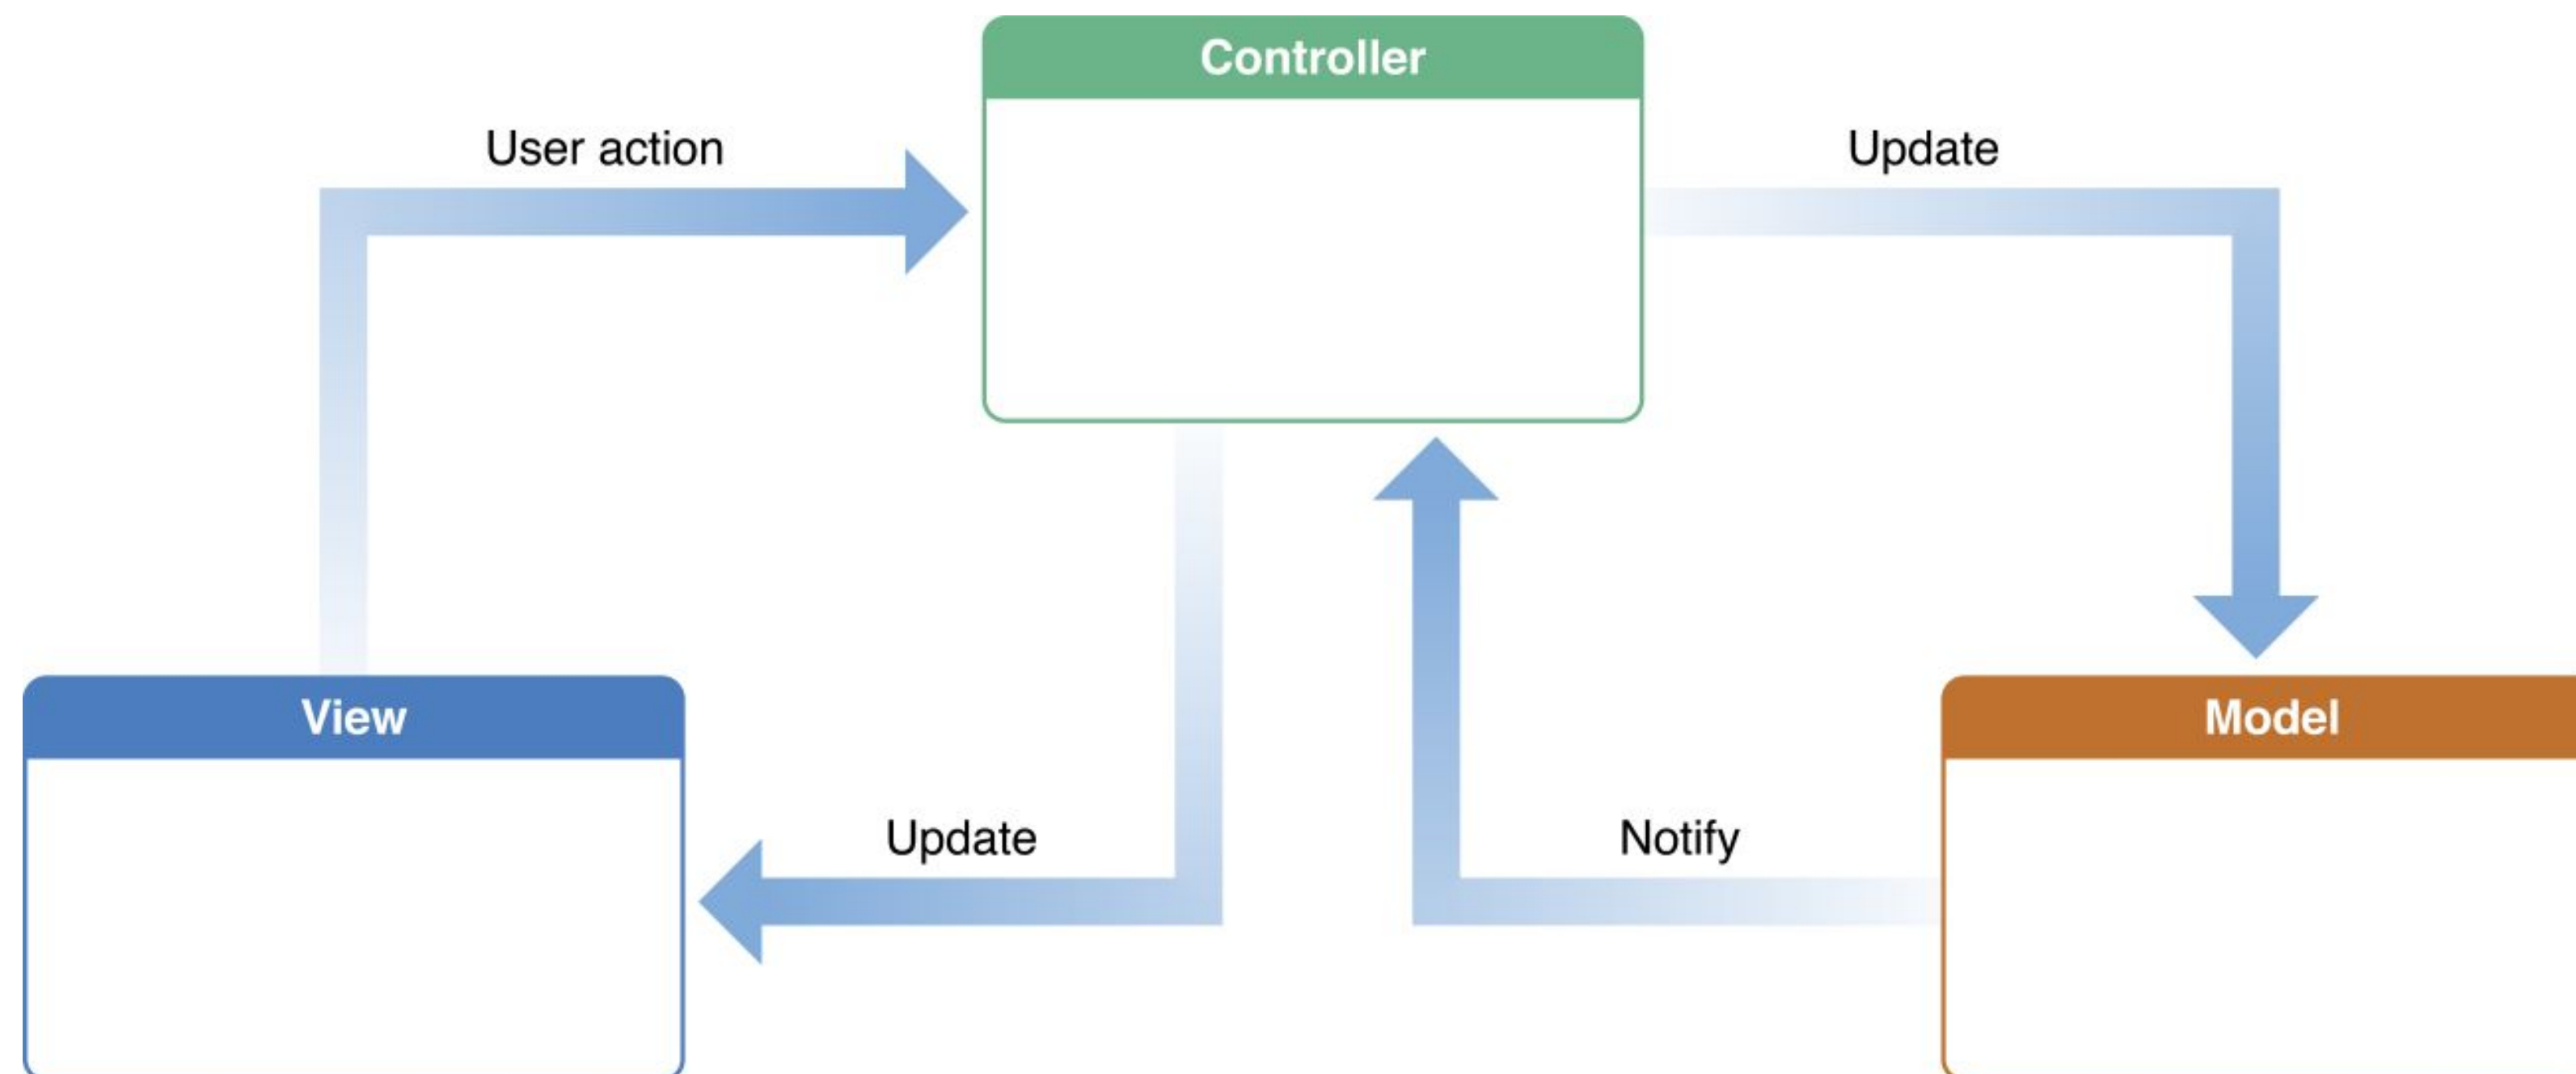 Controller
User action
Update
View
Model
Update
Notify